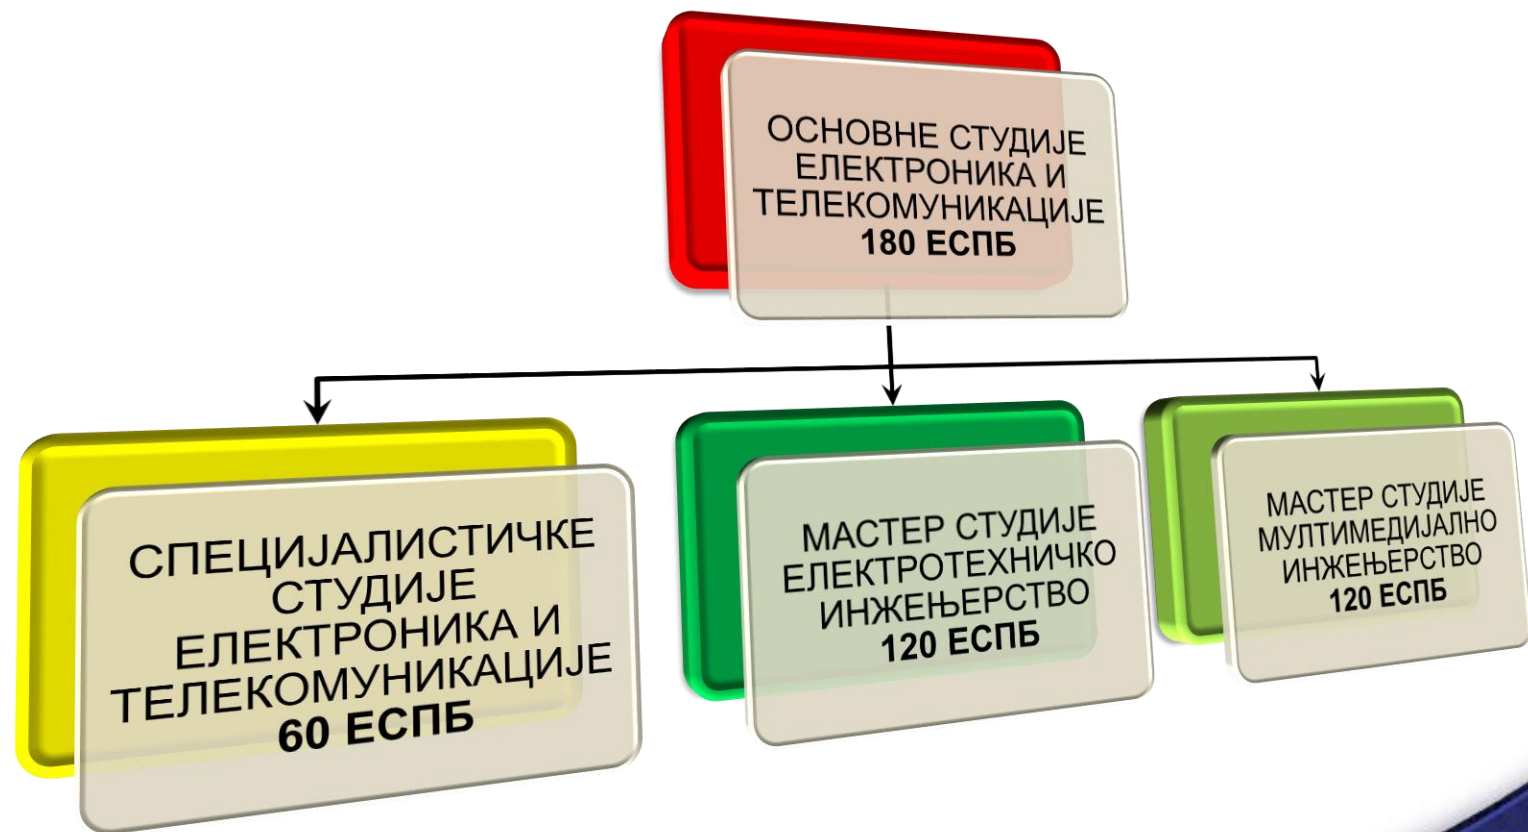 ОСНОВНЕ СТУДИЈЕ
ЕЛЕКТРОНИКА И
ТЕЛЕКОМУНИКАЦИЈЕ
180 ЕСПБ
СПЕЦИЈАЛИСТИЧКЕ
СТУДИЈЕ
ЕЛЕКТРОНИКА И
ТЕЛЕКОМУНИКАЦИЈЕ
60 ЕСПБ
МАСТЕР СТУДИЈЕ
ЕЛЕКТРОТЕХНИЧКО
ИНЖЕЊЕРСТВО
120 ЕСПБ
МАСТЕР СТУДИЈЕ
МУЛТИМЕДИЈАЛНО
ИНЖЕЊЕРСТВО
120 ЕСПБ